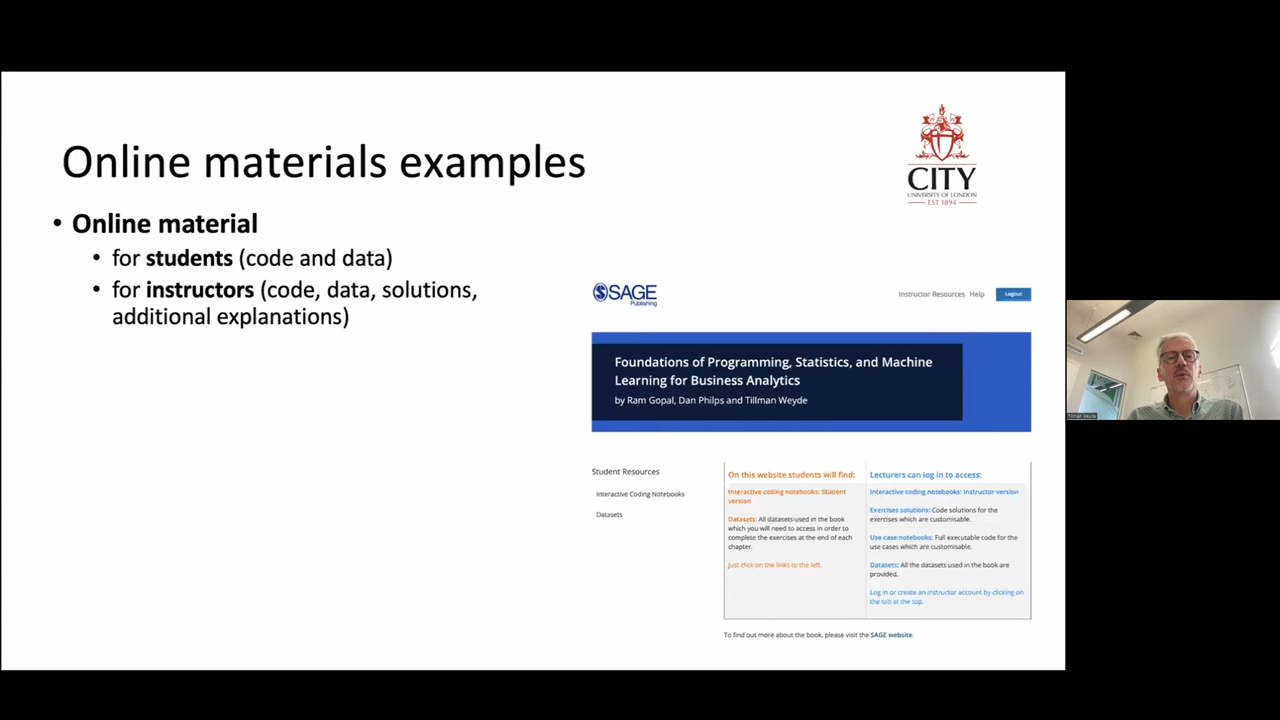 Online materials examples
CITY
UNIVERSITY OF LONDON
EST 1894
• Online material
• for students (code and data)
• for instructors (code, data, solutions,
additional explanations)
SAGE
Publishing
Instructor Resources Help Logout
Foundations of Programming, Statistics, and Machine
Learning for Business Analytics
by Ram Gopal, Dan Philps and Tillman Weyde
Student Resources
Interactive Coding Notebooks
Datasets
On this website students will find:
Interactive coding notebooks: Student
version
Datasets: All datasets used in the book
which you will need to access in order to
complete the exercises at the end of each
chapter.
Just click on the links to the left.
Lecturers can log in to access:
Interactive coding notebooks: Instructor version
Exercises solutions: Code solutions for the
exercises which are customisable.
Use case notebooks: Full executable code for the
use cases which are customisable.
Datasets: All the datasets used in the book are
provided.
Log in or create an instructor account by clicking on
the tab at the top.
To find out more about the book, please visit the SAGE website.
Tillman Weyde